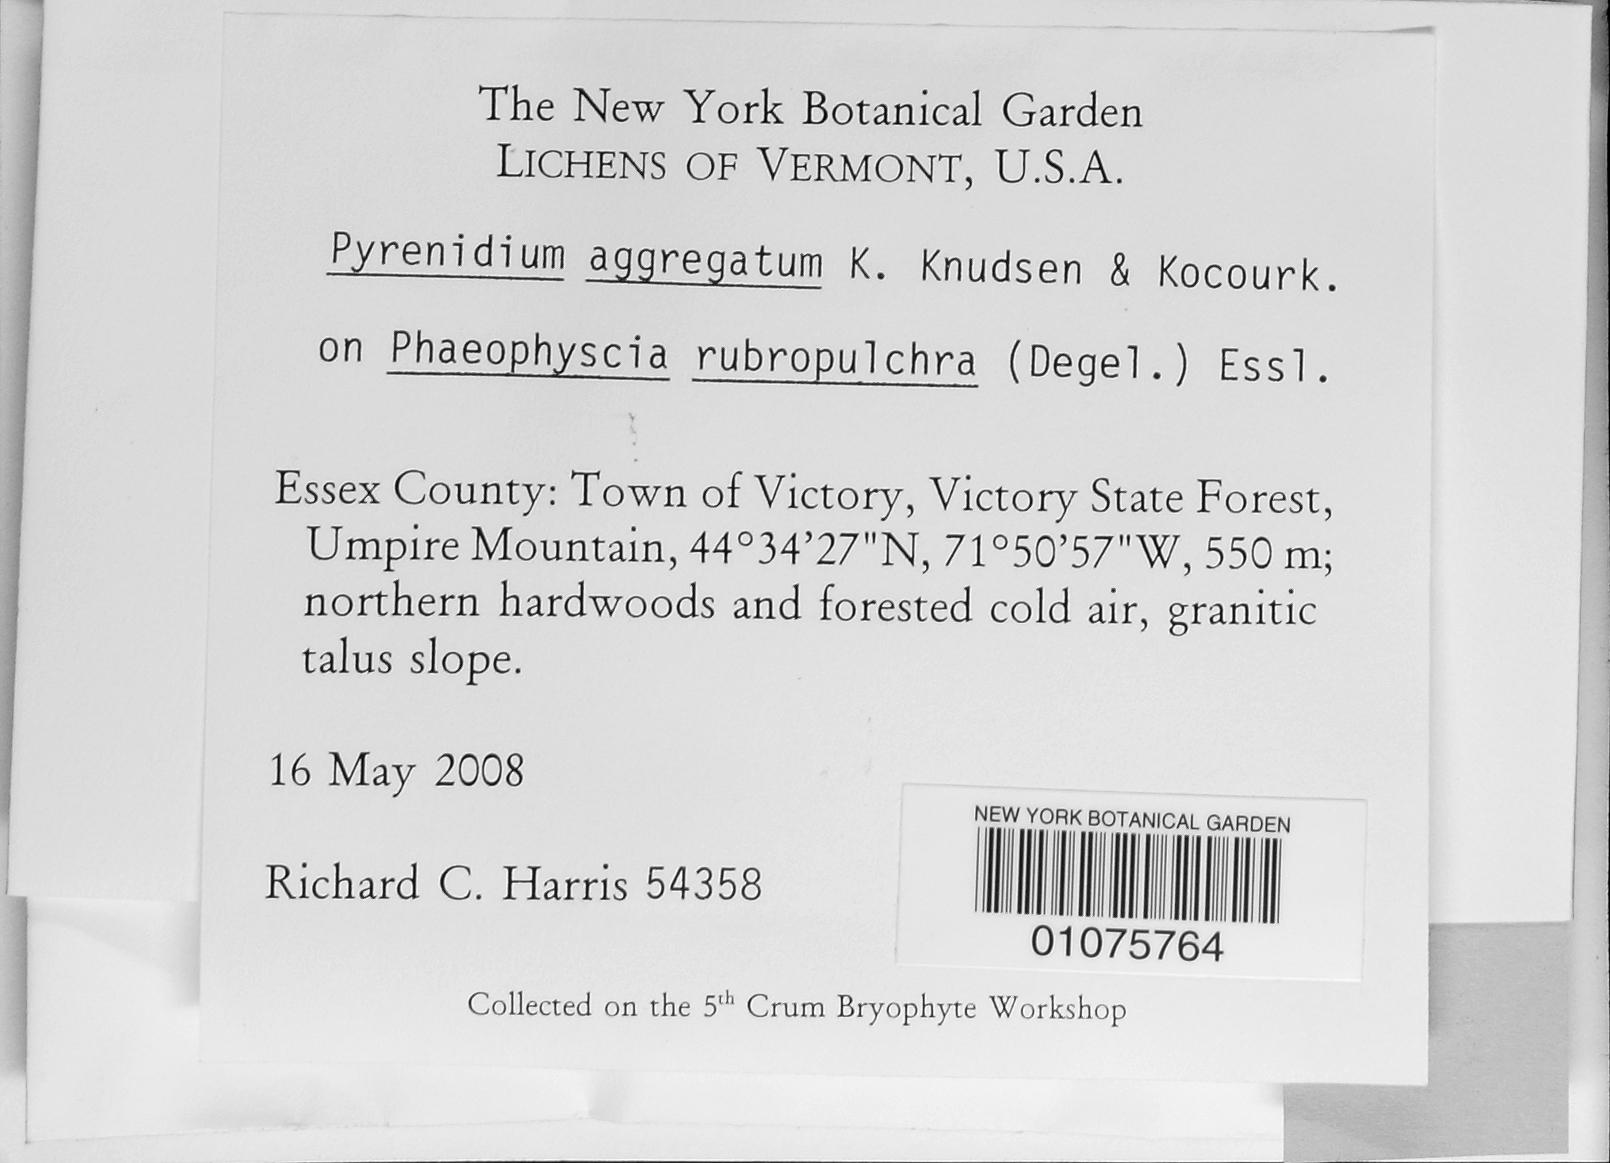 The New York Botanical Garden
LICHENS OF VERMONT, U.S.A.
Pyrenidium aggregatum K. Knudsen & Kocourk.
on Phaeophyscia rubropulchra (Degel.) Essl.
Essex County: Town of Victory, Victory State Forest,
Umpire Mountain, 44°34’27"N, 71°50’57"W, 550 m;
northern hardwoods and forested cold air, granitic
talus slope.
16 May 2008
Richard C. Harris 54358
NEW YORK BOTANICAL GARDEN
01075764
Collected on the 5th Crum Bryophyte Workshop